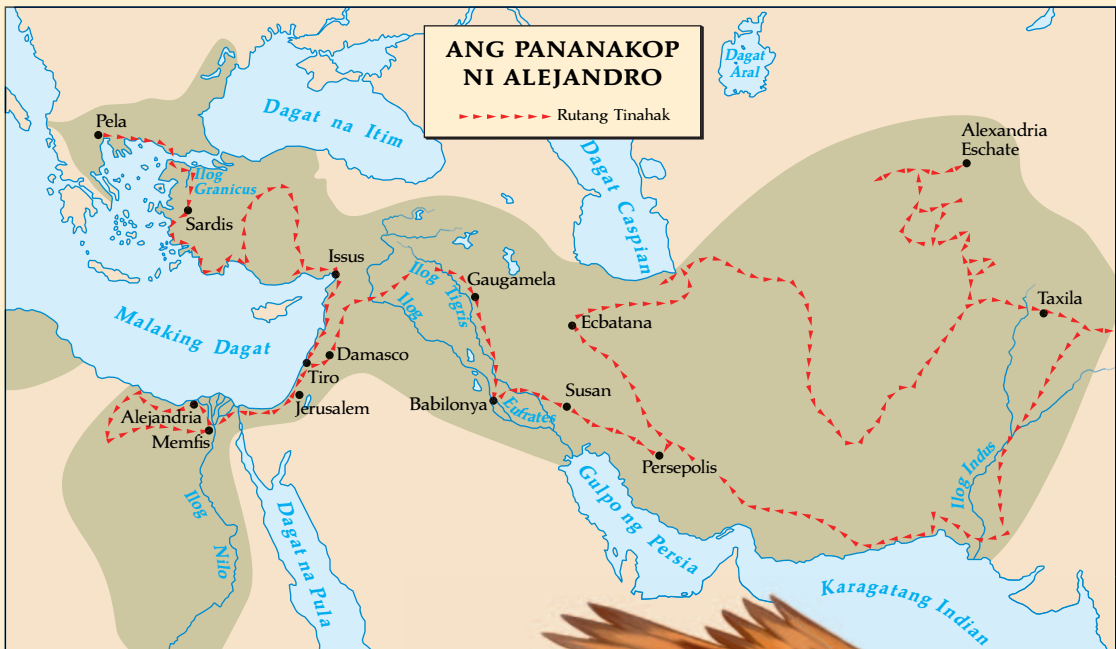 ANG PANANAKOP
NI ALEJANDRO
Rutang Tinahak
Dagat
Aral
Dagat na Itim
Dagat Caspian
Pela
Ilog
Granicus
Sardis
Alexandria
Eschate
Issus
Ilog Tigris
Gaugamela
Ilog
Eufrates
Ecbatana
Taxila
Malaking Dagat
Damasco
Tiro
Jerusalem
Alejandria
Memfis
Babilonya
Susan
Persepolis
Ilog Indus
Ilog Nilo
Dagat na Pula
Gulpo ng Persia
Karagatang Indian